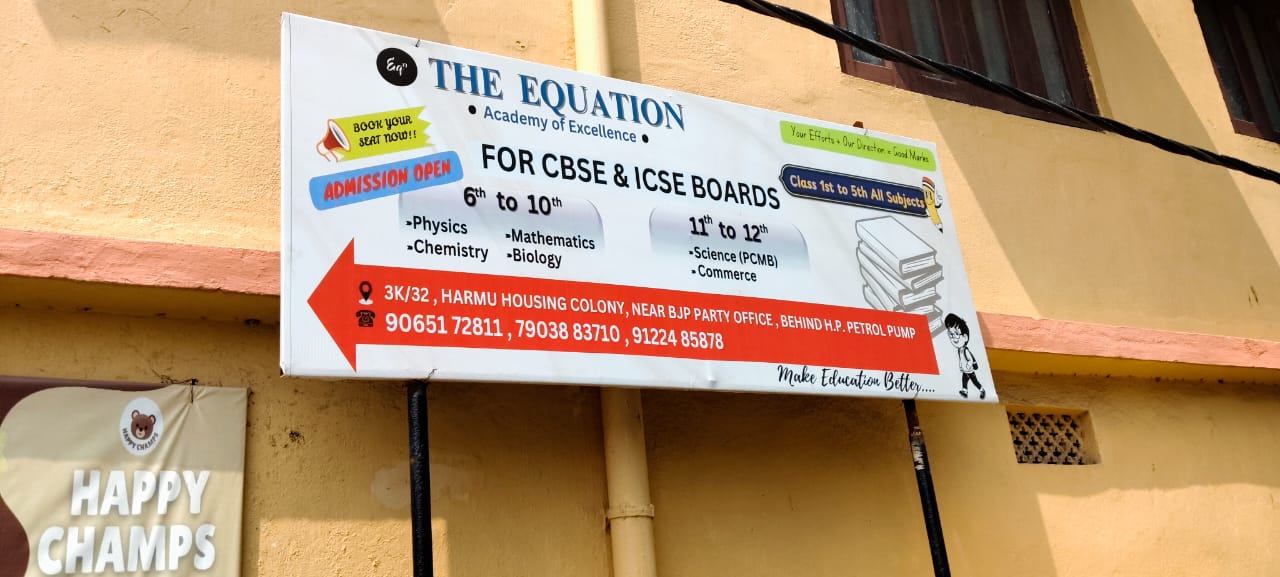 Eqⁿ
THE EQUATION
• Academy of Excellence •
BOOK YOUR
SEAT NOW!!
ADMISSION OPEN
Your Efforts + Our Direction = Good Marks
FOR CBSE & ICSE BOARDS
Class 1st to 5th All Subjects
6th to 10th
Physics
Chemistry
Mathematics
Biology
11th to 12th
Science (PCMB)
Commerce
3K/32 , HARMU HOUSING COLONY, NEAR BJP PARTY OFFICE , BEHIND H.P. PETROL PUMP
90651 72811 , 79038 83710 , 91224 85878
Make Education Better....
HAPPY CHAMPS
HAPPY
CHAMPS